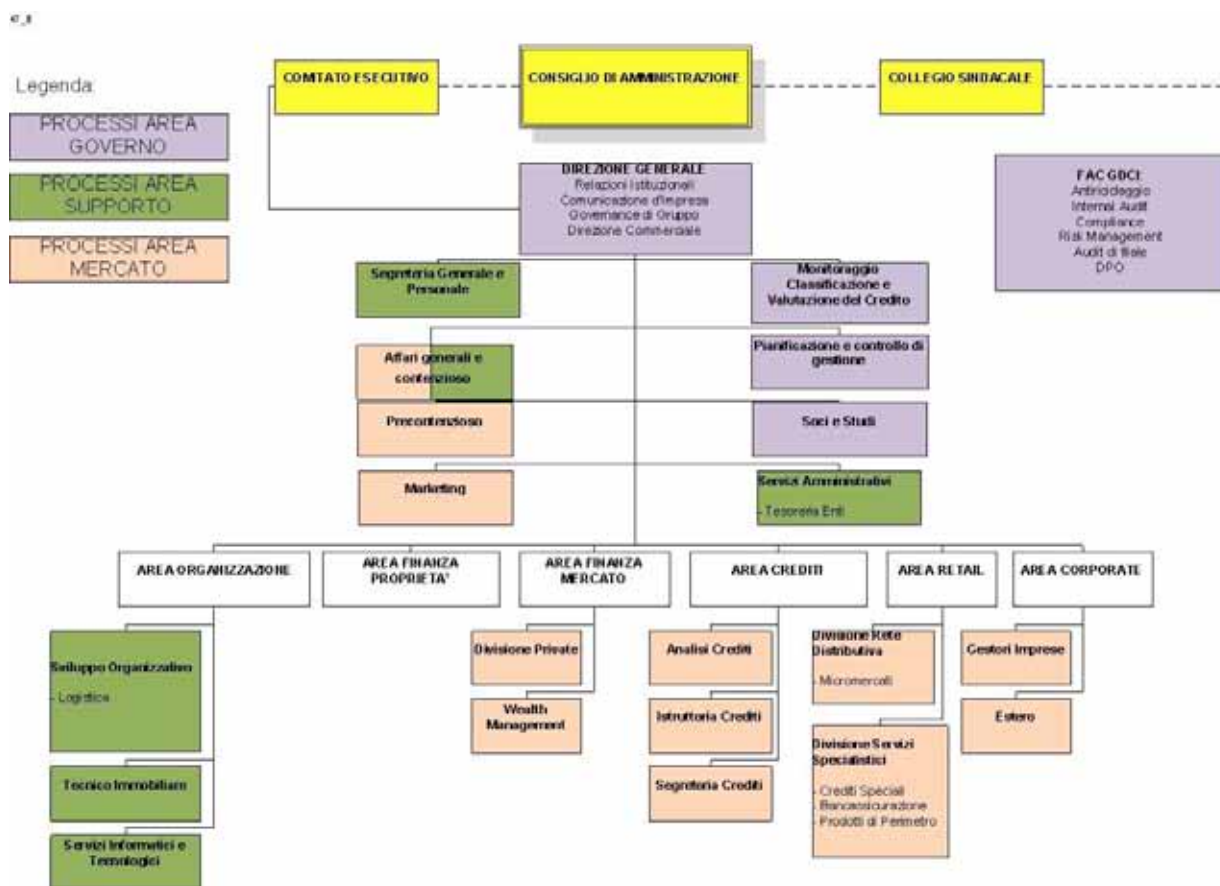 Legenda:
PROCESSI AREA
GOVERNO
PROCESSI AREA
SUPPORTO
PROCESSI AREA
MERCATO
COMITATO ESECUTIVO
CONSIGLIO DI AMMINISTRAZIONE
COLLEGIO SINDACALE
DIREZIONE GENERALE
Relazioni Istituzionali
Comunicazione d'Impresa
Governance di Gruppo
Direzione Commerciale
Antiriciclaggio
Internal Audit
Compliance
Risk Management
Audit di filiale
DPO
Segreteria Generale e
Personale
Monitoraggio
Classificazione e
Valutazione del Credito
Affari generali e
contenzioso
Pianificazione e controllo di
gestione
Precontenzioso
Soci e Studi
Marketing
Servizi Amministrativi
- Tesoreria Enti
AREA ORGANIZZAZIONE
AREA FINANZA
PROPRIETA'
AREA FINANZA
MERCATO
AREA CREDITI
AREA RETAIL
AREA CORPORATE
Sviluppo Organizzativo
- Logistica
Tecnico Immobiliare
Servizi Informatici e
Tecnologici
Divisione Private
Wealth
Management
Analisi Crediti
Istruttoria Crediti
Segreteria Crediti
Divisione Rete
Distributiva
- Micromercati
Divisione Servizi
Specialistici
- Crediti Speciali
- Bancassicurazione
- Prodotti di Perimetro
Gestori Imprese
Estero